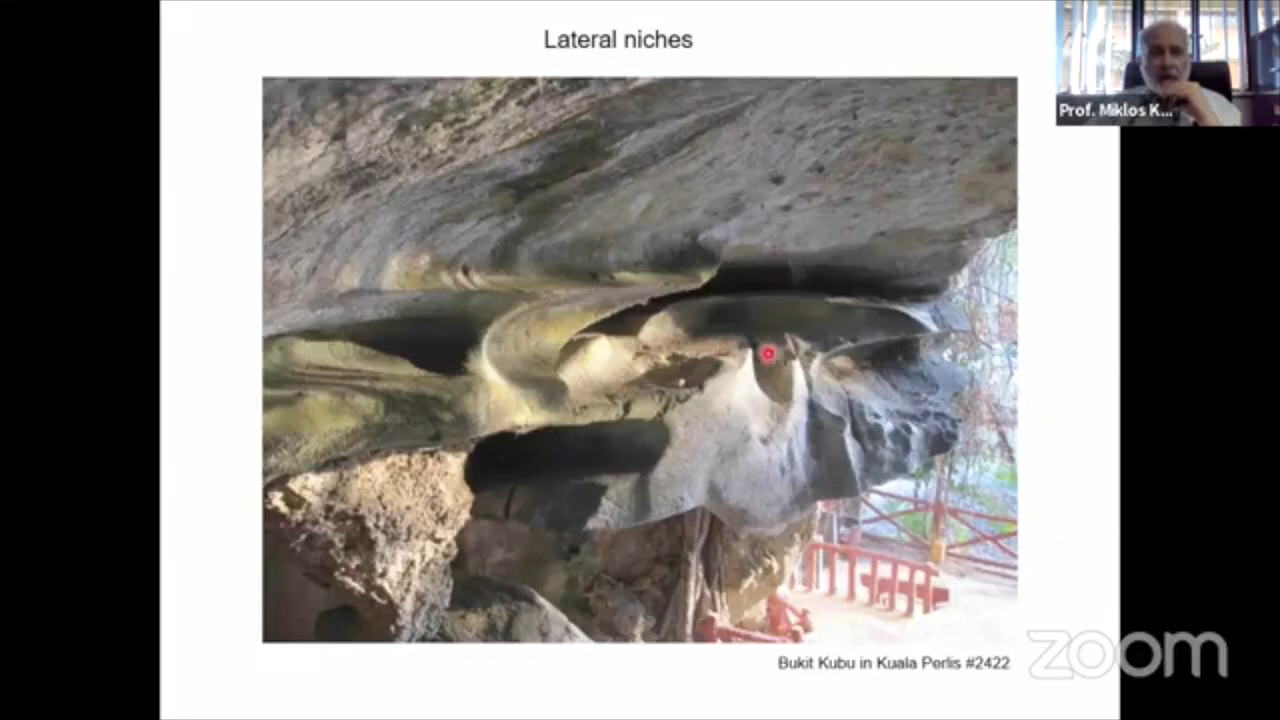 Lateral niches
Prof. Miklos K...
Bukit Kubu in Kuala Perlis #2422
zoom